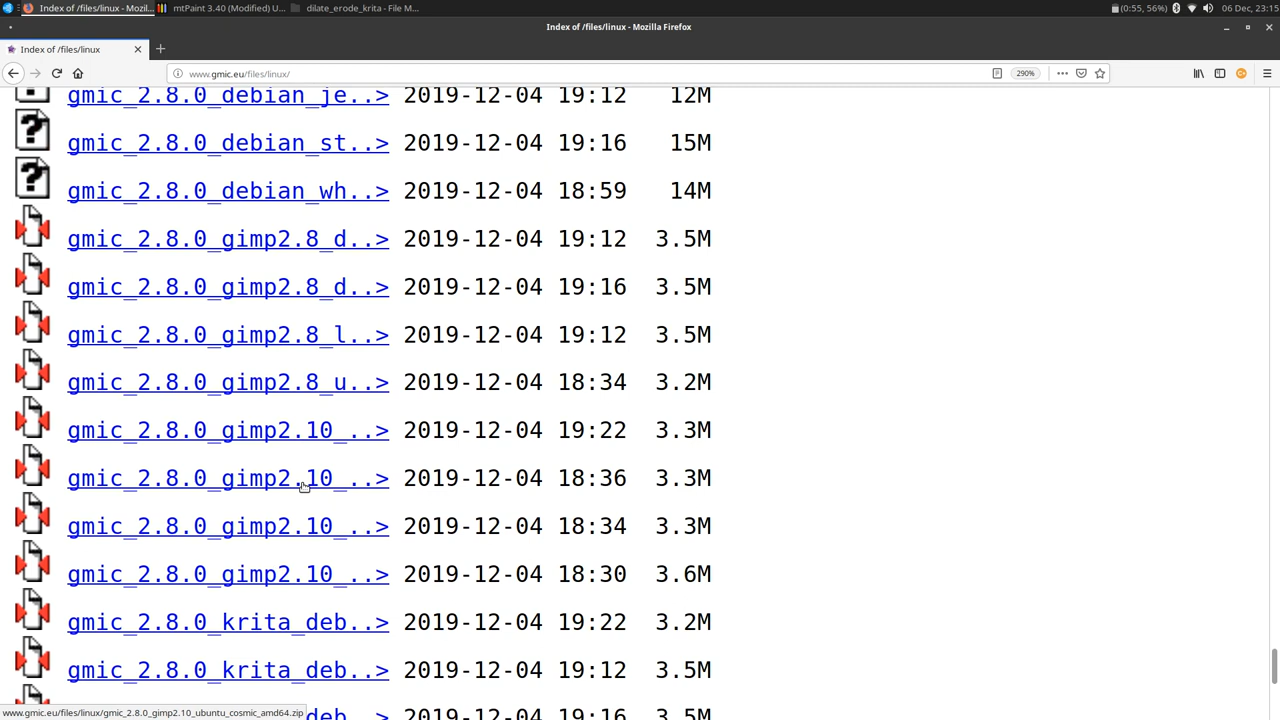 Index of /files/linux - Mozil...
mtPaint 3.40 (Modified) U...
dilate_erode_krita - File M...
(0:55, 56%)
06 Dec, 23:15
Index of /files/linux - Mozilla Firefox
Index of /files/linux
www.gmic.eu/files/linux/
290%
gmic_2.8.0_debian_je..> 2019-12-04 19:12 12M
gmic_2.8.0_debian_st..> 2019-12-04 19:16 15M
gmic_2.8.0_debian_wh..> 2019-12-04 18:59 14M
gmic_2.8.0_gimp2.8_d..> 2019-12-04 19:12 3.5M
gmic_2.8.0_gimp2.8_d..> 2019-12-04 19:16 3.5M
gmic_2.8.0_gimp2.8_l..> 2019-12-04 19:12 3.5M
gmic_2.8.0_gimp2.8_u..> 2019-12-04 18:34 3.2M
gmic_2.8.0_gimp2.10_..> 2019-12-04 19:22 3.3M
gmic_2.8.0_gimp2.10_..> 2019-12-04 18:36 3.3M
gmic_2.8.0_gimp2.10_..> 2019-12-04 18:34 3.3M
gmic_2.8.0_gimp2.10_..> 2019-12-04 18:30 3.6M
gmic_2.8.0_krita_deb..> 2019-12-04 19:22 3.2M
gmic_2.8.0_krita_deb..> 2019-12-04 19:12 3.5M
deb..> 2019-12-04 19:16 3.5M
www.gmic.eu/files/linux/gmic_2.8.0_gimp2.10_ubuntu_cosmic_amd64.zip